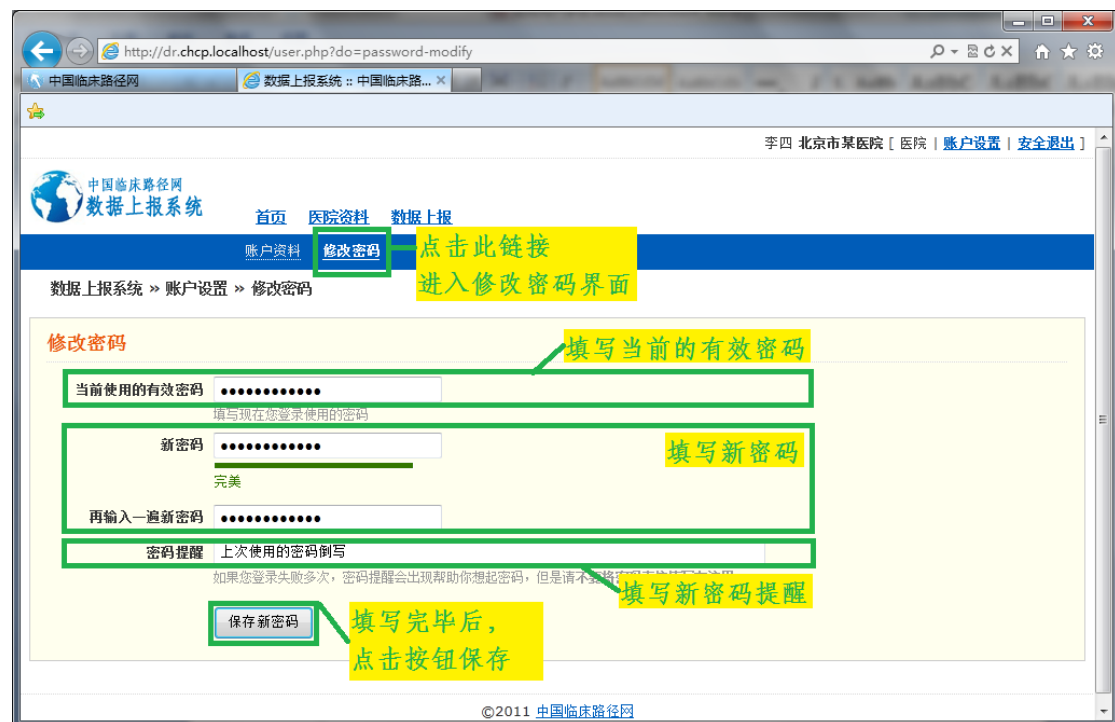 http://dr.chcp.localhost/user.php?do=password-modify
中国临床路径网
数据上报系统 :: 中国临床路...
李四 北京市某医院 [ 医院 | 账户设置 | 安全退出 ]
中国临床路径网
数据上报系统
首页 医院资料 数据上报
账户资料 修改密码
点击此链接
进入修改密码界面
数据上报系统 » 账户设置 » 修改密码
修改密码
填写当前的有效密码
当前使用的有效密码 ●●●●●●●●●●●●
填写现在您登录使用的密码
新密码 ●●●●●●●●●●●●
填写新密码
完美
再输入一遍新密码 ●●●●●●●●●●●●
密码提醒 上次使用的密码倒写
如果您登录失败多次，密码提醒会出现帮助你想起密码，但是请不要将密码
填写新密码提醒
保存新密码
填写完毕后，
点击按钮保存
©2011 中国临床路径网